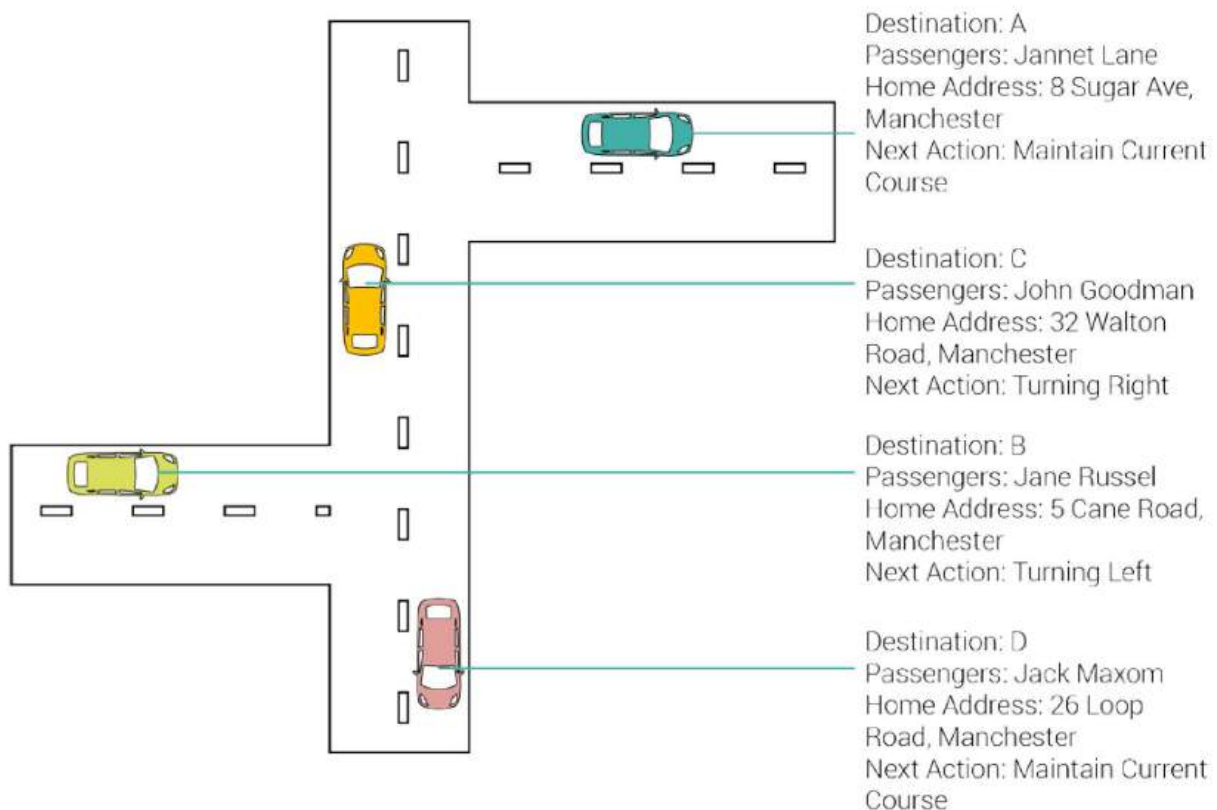 Destination: A
Passengers: Jannet Lane
Home Address: 8 Sugar Ave,
Manchester
Next Action: Maintain Current
Course
Destination: C
Passengers: John Goodman
Home Address: 32 Walton
Road, Manchester
Next Action: Turning Right
Destination: B
Passengers: Jane Russel
Home Address: 5 Cane Road,
Manchester
Next Action: Turning Left
Destination: D
Passengers: Jack Maxom
Home Address: 26 Loop
Road, Manchester
Next Action: Maintain Current
Course